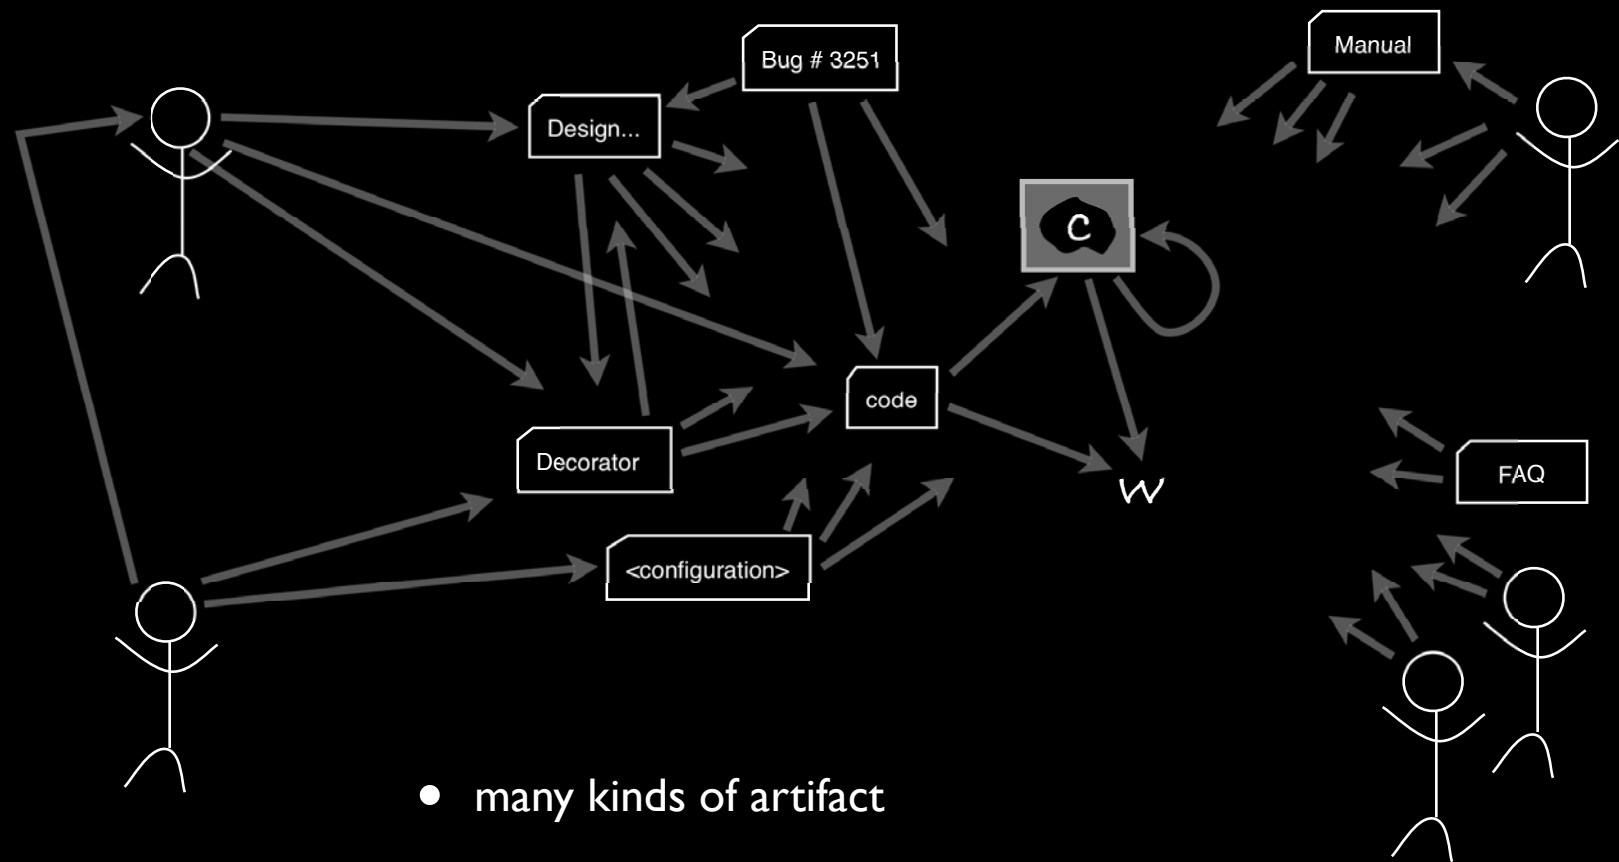 Bug # 3251
Manual
Design...
C
code
Decorator
FAQ
W
<configuration>
• many kinds of artifact